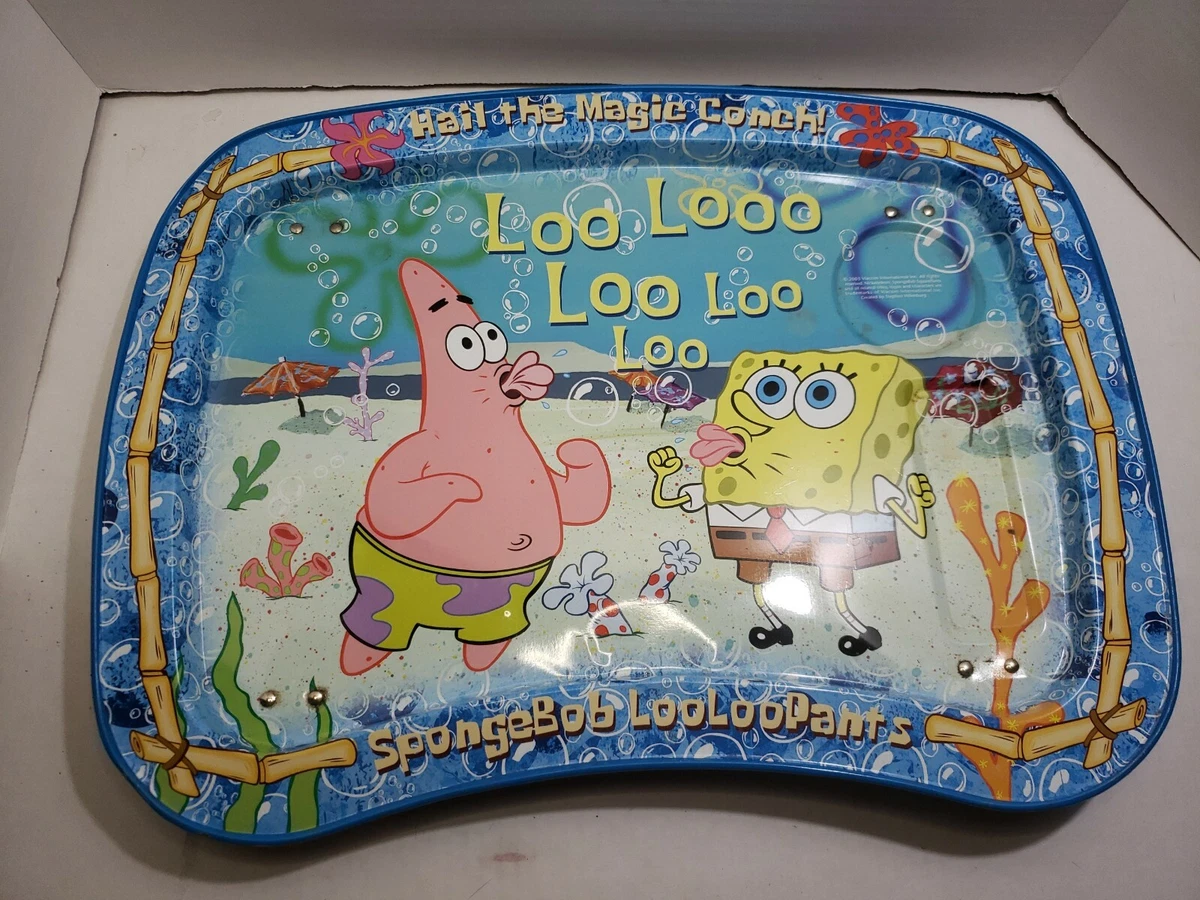 Hail the Magic Conch!
Loo Looo
Loo Loo
Loo
SpongeBob LooLooPants